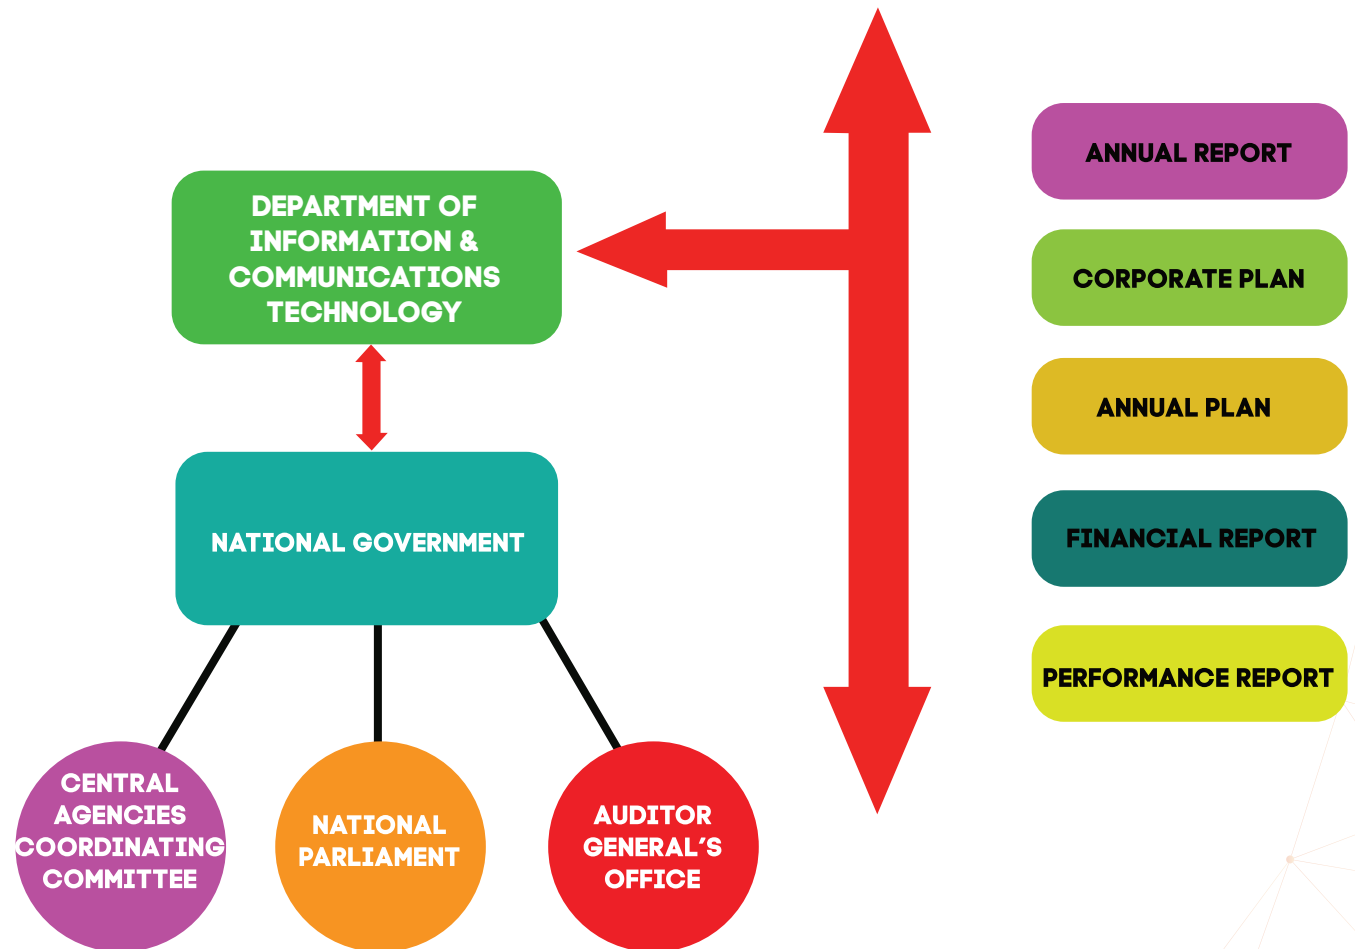 DEPARTMENT OF
INFORMATION &
COMMUNICATIONS
TECHNOLOGY
NATIONAL GOVERNMENT
CENTRAL
AGENCIES
COORDINATING
COMMITTEE
NATIONAL
PARLIAMENT
AUDITOR
GENERAL'S
OFFICE
ANNUAL REPORT
CORPORATE PLAN
ANNUAL PLAN
FINANCIAL REPORT
PERFORMANCE REPORT